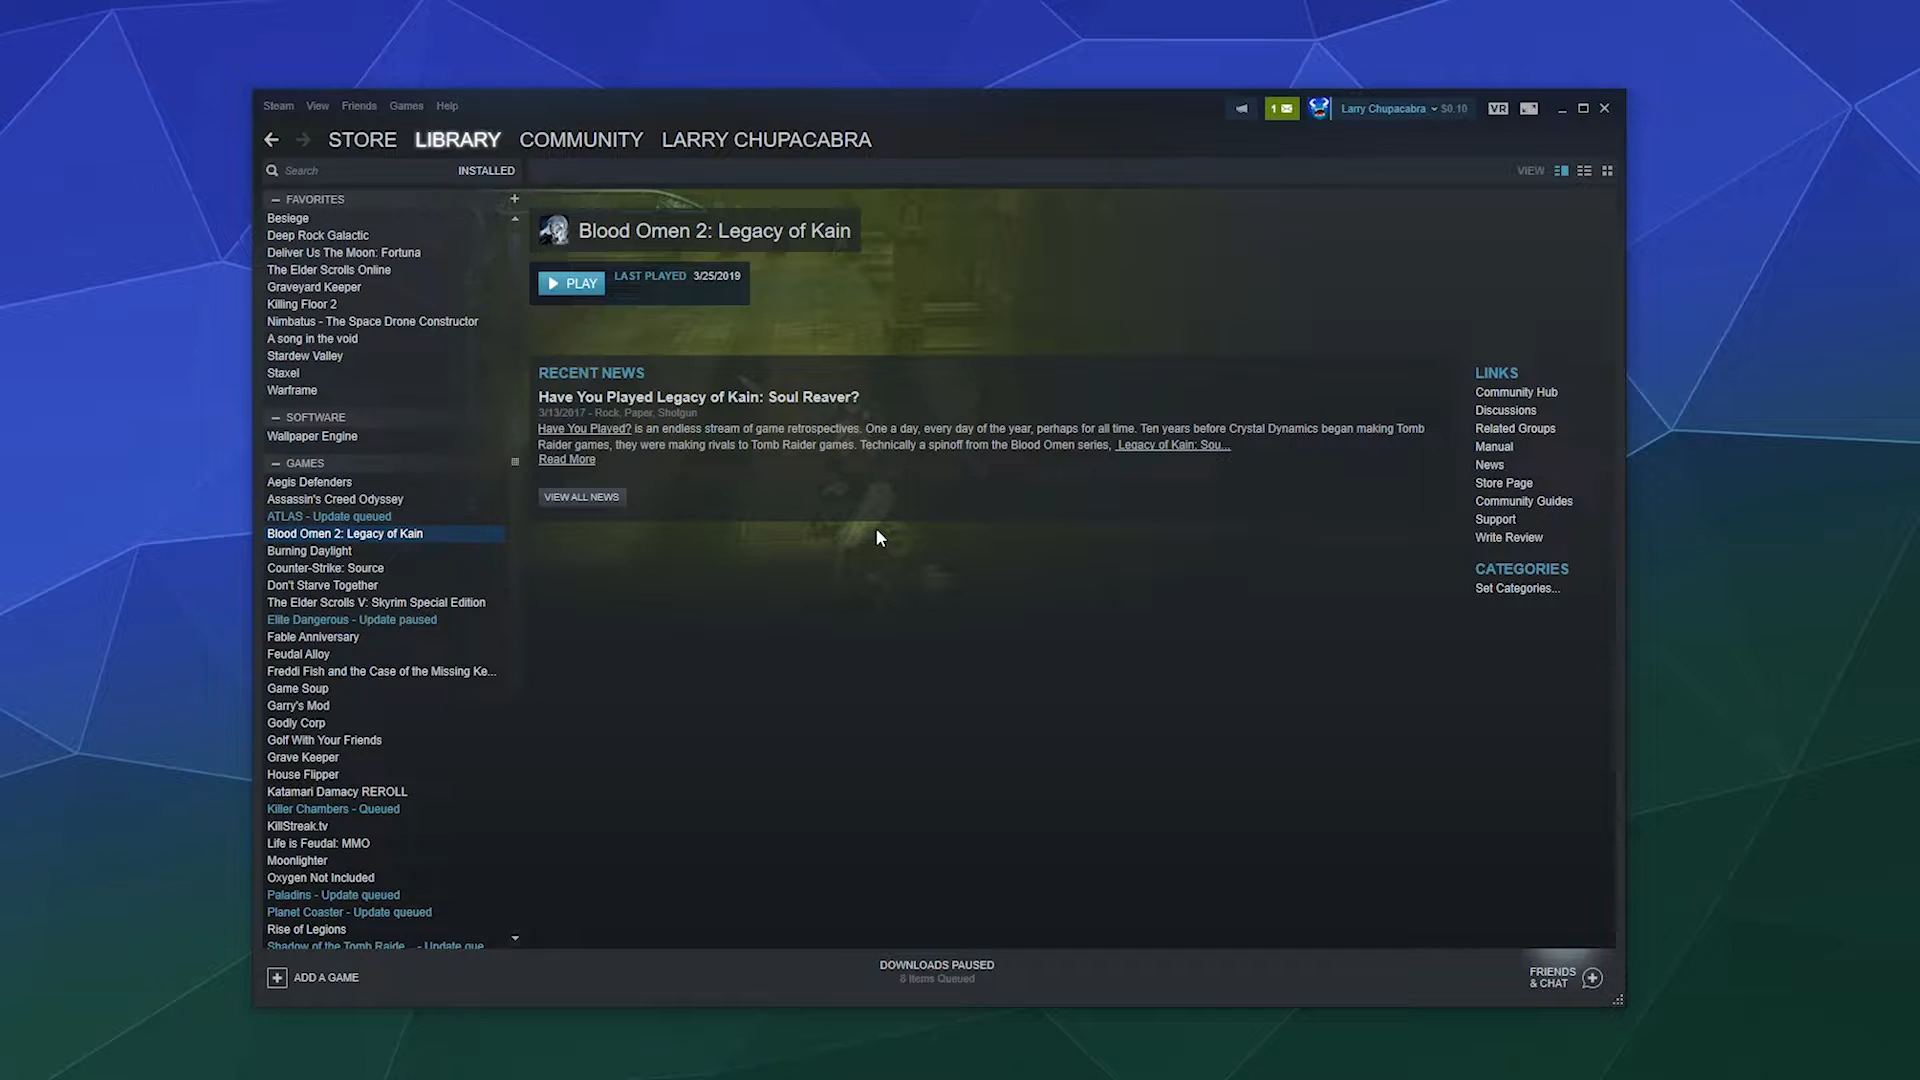 Steam View Friends Games Help
1
Larry Chupacabra $0.10
VR
STORE LIBRARY COMMUNITY LARRY CHUPACABRA
Search
INSTALLED
VIEW
FAVORITES
Besiege
Deep Rock Galactic
Deliver Us The Moon: Fortuna
The Elder Scrolls Online
Graveyard Keeper
Killing Floor 2
Nimbatus - The Space Drone Constructor
A song in the void
Stardew Valley
Staxel
Warframe
SOFTWARE
Wallpaper Engine
GAMES
Aegis Defenders
Assassin's Creed Odyssey
ATLAS - Update queued
Blood Omen 2: Legacy of Kain
Burning Daylight
Counter-Strike: Source
Don't Starve Together
The Elder Scrolls V: Skyrim Special Edition
Elite Dangerous - Update paused
Fable Anniversary
Feudal Alloy
Freddi Fish and the Case of the Missing Ke...
Game Soup
Garry's Mod
Godly Corp
Golf With Your Friends
Grave Keeper
House Flipper
Katamari Damacy REROLL
Killer Chambers - Queued
KillStreak.tv
Life is Feudal: MMO
Moonlighter
Oxygen Not Included
Paladins - Update queued
Planet Coaster - Update queued
Rise of Legions
Shadow of the Tomb Raide... - Update que
Blood Omen 2: Legacy of Kain
PLAY
LAST PLAYED 3/25/2019
RECENT NEWS
Have You Played Legacy of Kain: Soul Reaver?
3/13/2017 - Rock, Paper, Shotgun
Have You Played? is an endless stream of game retrospectives. One a day, every day of the year, perhaps for all time. Ten years before Crystal Dynamics began making Tomb
Raider games, they were making rivals to Tomb Raider games. Technically a spinoff from the Blood Omen series, Legacy of Kain: Sou...
Read More
VIEW ALL NEWS
LINKS
Community Hub
Discussions
Related Groups
Manual
News
Store Page
Community Guides
Support
Write Review
CATEGORIES
Set Categories...
ADD A GAME
DOWNLOADS PAUSED
8 Items Queued
FRIENDS
& CHAT